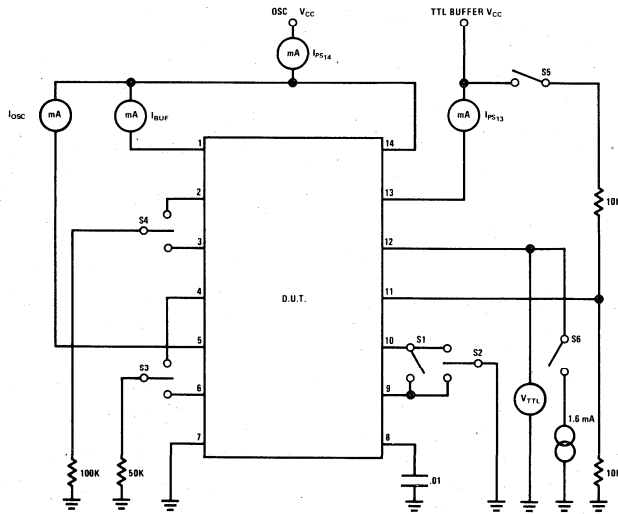 OSC VCC
TTL BUFFER VCC
mA IPS14
S5
IOSC mA
mA IBUF
mA IPS13
1
14
2
13
10
S4
3
12
D.U.T.
4
11
5
10
S1
S2
S6
S3
6
9
VTTL
1.6 mA
7
8
100K
50K
.01
10